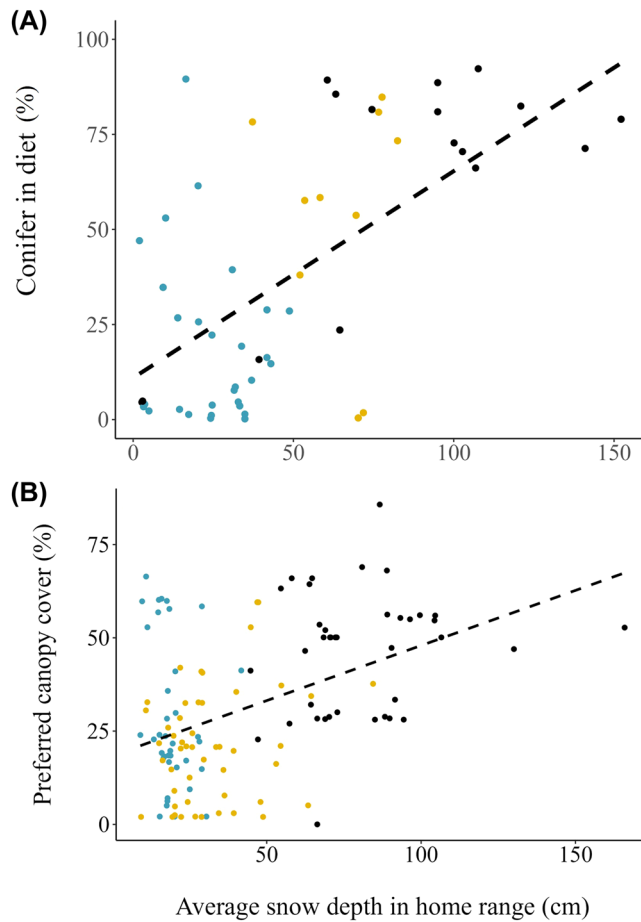 (A)
100
75
50
25
0
Conifer in diet (%)
0 50 100 150
(B)
75
50
25
0
Preferred canopy cover (%)
50 100 150
Average snow depth in home range (cm)